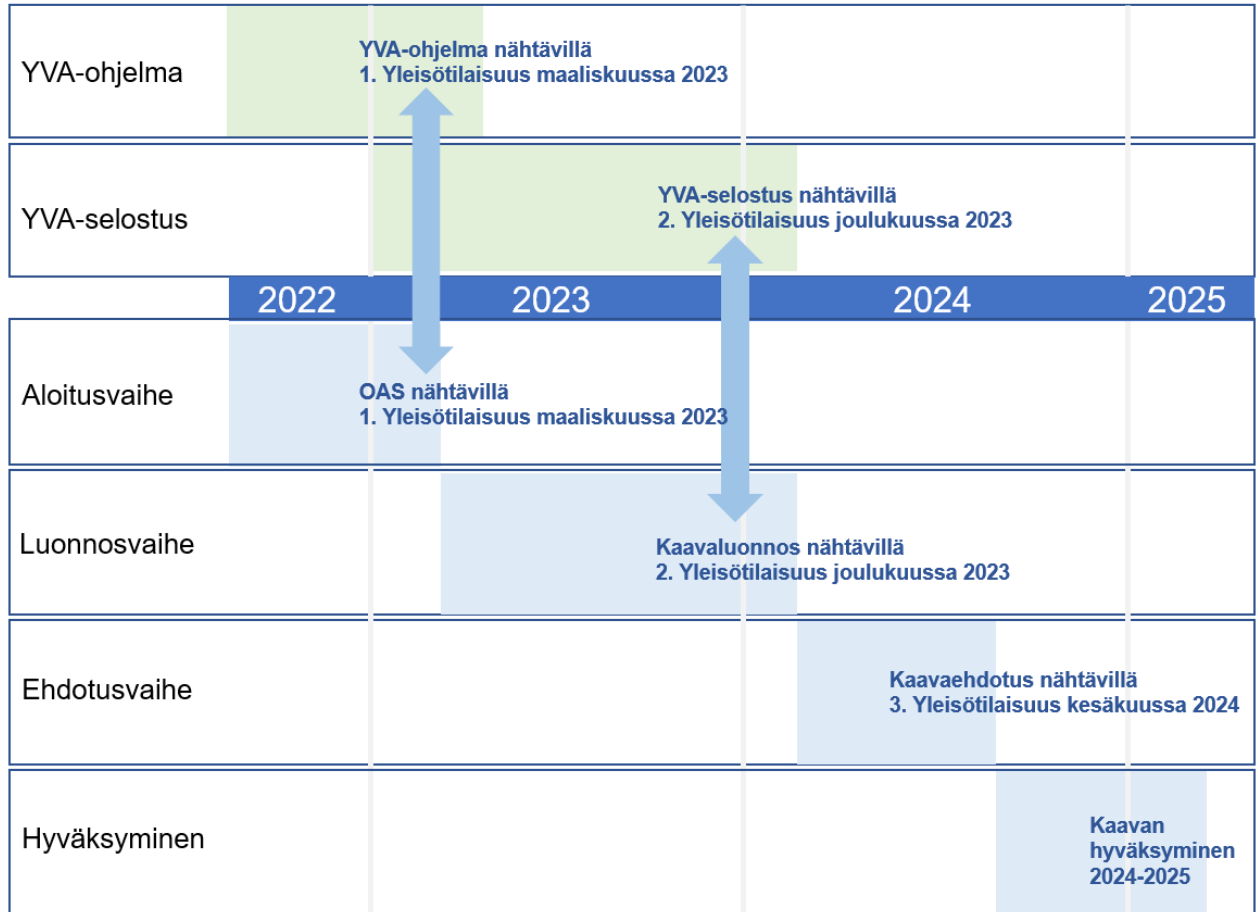 YVA-ohjelma
YVA-ohjelma nähtävillä
1. Yleisötilaisuus maaliskuussa 2023
YVA-selostus
YVA-selostus nähtävillä
2. Yleisötilaisuus joulukuussa 2023
2022 2023 2024 2025
Aloitusvaihe
OAS nähtävillä
1. Yleisötilaisuus maaliskuussa 2023
Luonnosvaihe
Kaavaluonnos nähtävillä
2. Yleisötilaisuus joulukuussa 2023
Ehdotusvaihe
Kaavaehdotus nähtävillä
3. Yleisötilaisuus kesäkuussa 2024
Hyväksyminen
Kaavan
hyväksyminen
2024-2025